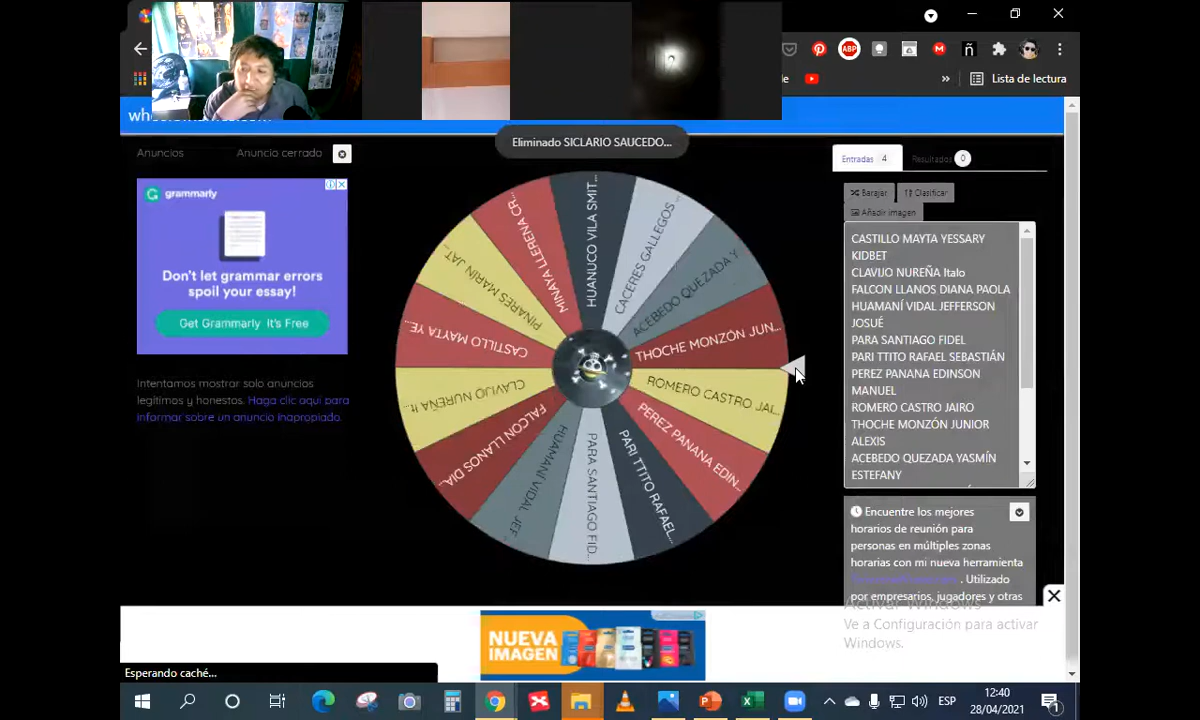 Lista de lectura
Anuncios
Anuncio cerrado
Eliminado SICLARIO SAUCEDO...
Entradas 4
Resultados 0
Barajar
Clasificar
Añadir imagen
grammarly
Don't let grammar errors
spoil your essay!
Get Grammarly It's Free
Intentamos mostrar solo anuncios
legítimos y honestos. Haga clic aquí para
informar sobre un anuncio inapropiado.
HUANUCO VILA SMIT...
CACERES GALLEGOS
ACEBEDO QUEZADA Y
THOCHE MONZÓN JUN...
ROMERO CASTRO JAI...
PEREZ PANANA EDIN...
PARI TTITO RAFAEL...
PARA SANTIAGO FID...
HUAMANÍ VIDAL JEF...
FALCON LLANOS DIA...
CLAVIJO NUREÑA II...
CASTILLO MAYTA YE...
PINARES MARIN JAT...
MINAYA LLERENA CR...
CASTILLO MAYTA YESSARY
KIDBET
CLAVIJO NUREÑA Italo
FALCON LLANOS DIANA PAOLA
HUAMANÍ VIDAL JEFFERSON
JOSUÉ
PARA SANTIAGO FIDEL
PARI TTITO RAFAEL SEBASTIÁN
PEREZ PANANA EDINSON
MANUEL
ROMERO CASTRO JAIRO
THOCHE MONZÓN JUNIOR
ALEXIS
ACEBEDO QUEZADA YASMÍN
ESTEFANY
Encuentre los mejores
horarios de reunión para
personas en múltiples zonas
horarias con mi nueva herramienta
. Utilizado
por empresarios, jugadores y otras
Activar Windows
Ve a Configuración para activar
Windows.
NUEVA
IMAGEN
Esperando caché...
ESP
12:40
28/04/2021